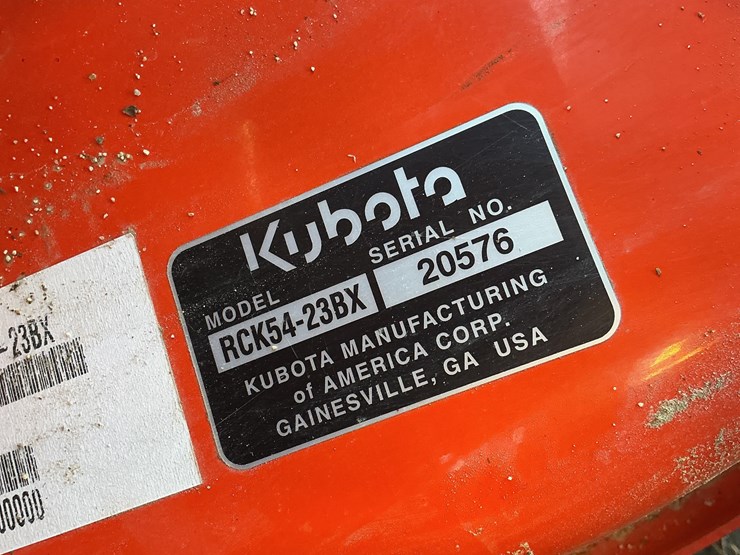 Kubota
MODEL
SERIAL NO.
RCK54-23BX
20576
KUBOTA MANUFACTURING
of AMERICA CORP.
GAINESVILLE, GA USA
-23BX